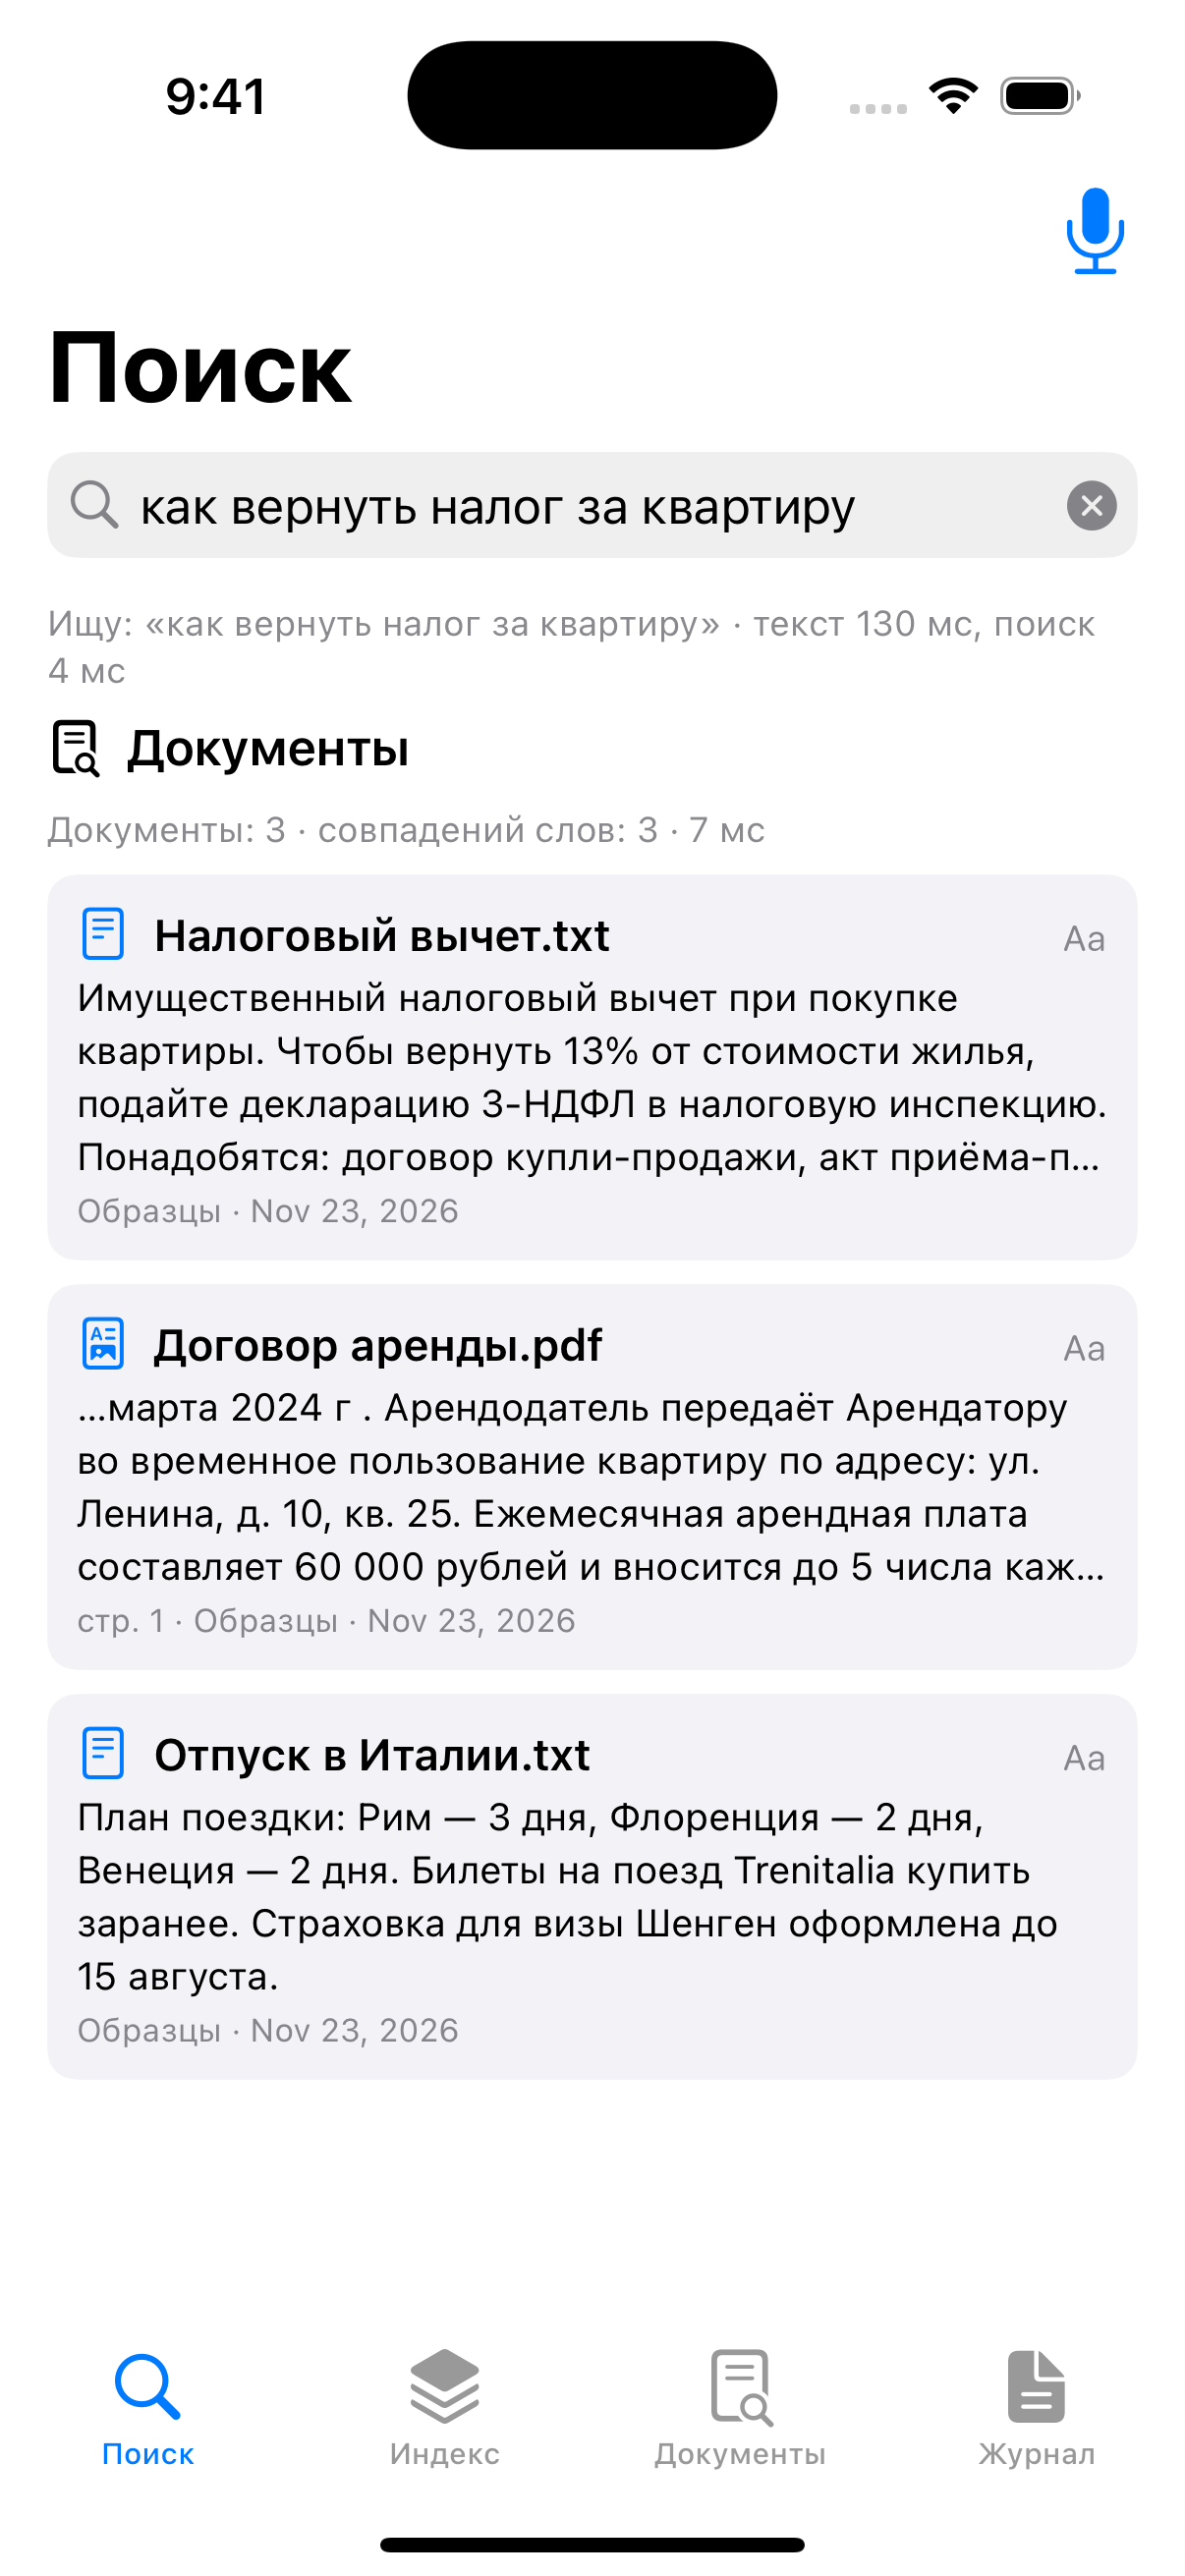 9:41
Поиск
как вернуть налог за квартиру
Ищу: «как вернуть налог за квартиру» · текст 130 мс, поиск
4 мс
Документы
Документы: 3 · совпадений слов: 3 · 7 мс
Налоговый вычет.txt Aa
Имущественный налоговый вычет при покупке
квартиры. Чтобы вернуть 13% от стоимости жилья,
подайте декларацию 3-НДФЛ в налоговую инспекцию.
Понадобятся: договор купли-продажи, акт приёма-п...
Образцы · Nov 23, 2026
Договор аренды.pdf Aa
...марта 2024 г . Арендодатель передаёт Арендатору
во временное пользование квартиру по адресу: ул.
Ленина, д. 10, кв. 25. Ежемесячная арендная плата
составляет 60 000 рублей и вносится до 5 числа каж...
стр. 1 · Образцы · Nov 23, 2026
Отпуск в Италии.txt Aa
План поездки: Рим — 3 дня, Флоренция — 2 дня,
Венеция — 2 дня. Билеты на поезд Trenitalia купить
заранее. Страховка для визы Шенген оформлена до
15 августа.
Образцы · Nov 23, 2026
Поиск Индекс Документы Журнал